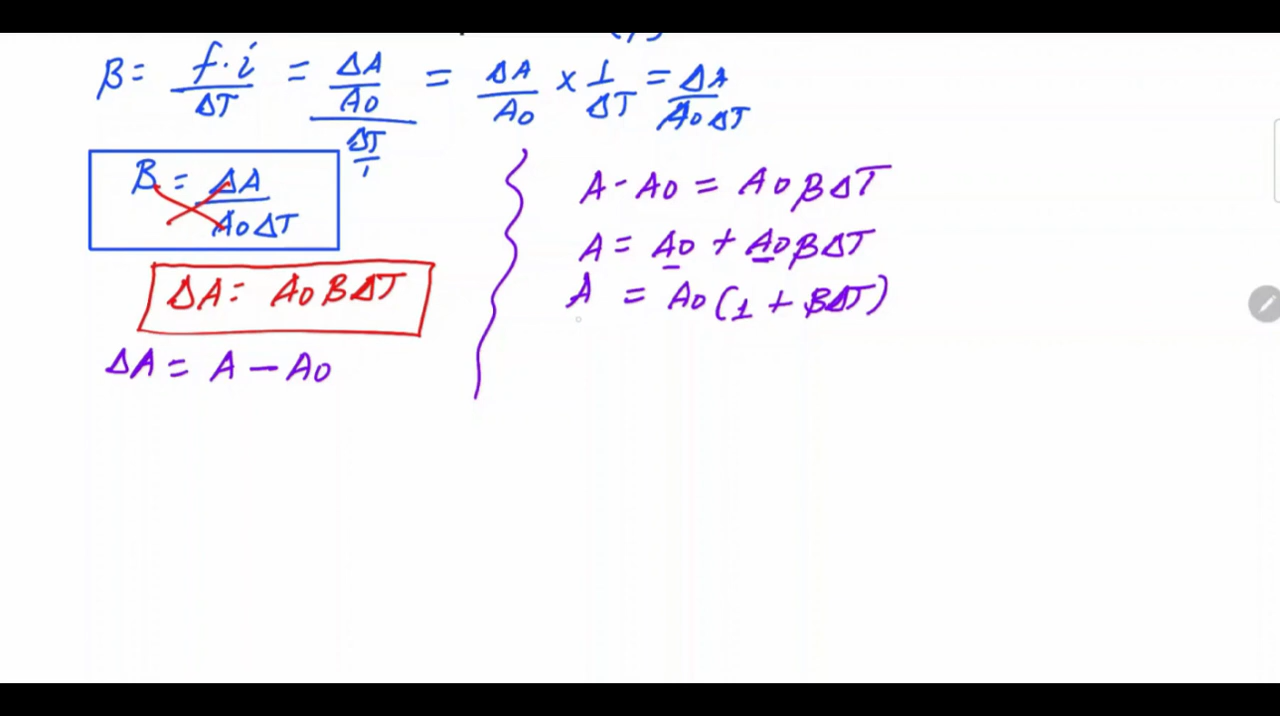 β = f·i / ΔT = ΔA/A₀ / ΔT/1 = ΔA/A₀ × 1/ΔT = ΔA/A₀ΔT
β = ΔA/A₀ΔT
ΔA = A₀βΔT
ΔA = A − A₀
A - A₀ = A₀βΔT
A = A₀ + A₀βΔT
A = A₀(1 + βΔT)